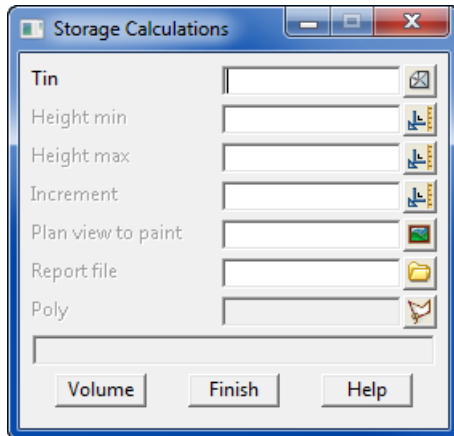 Storage Calculations
Tin
Height min
Height max
Increment
Plan view to paint
Report file
Poly
Volume Finish Help